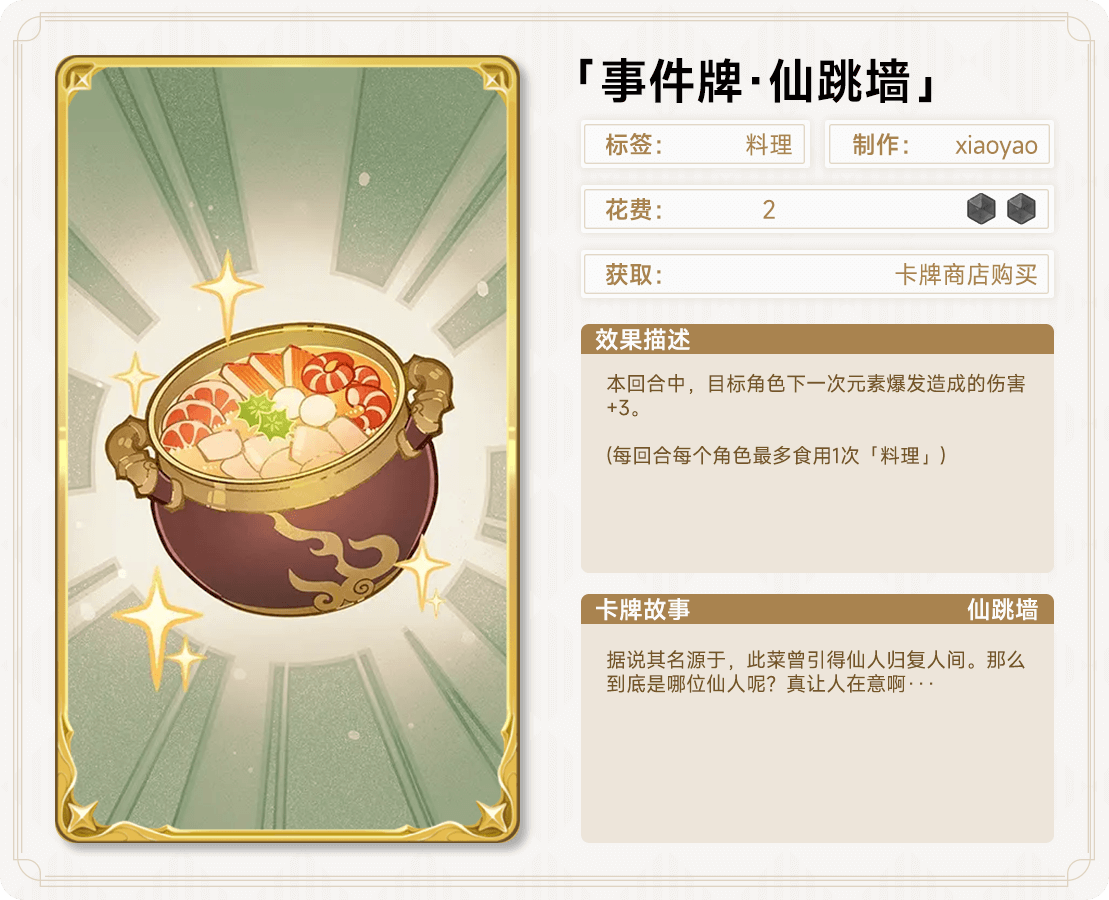 「事件牌·仙跳墙」
标签： 料理
制作： xiaoyao
花费： 2
获取： 卡牌商店购买
效果描述
本回合中，目标角色下一次元素爆发造成的伤害
+3。
(每回合每个角色最多食用1次「料理」)
卡牌故事 仙跳墙
据说其名源于，此菜曾引得仙人归复人间。那么
到底是哪位仙人呢？真让人在意啊···